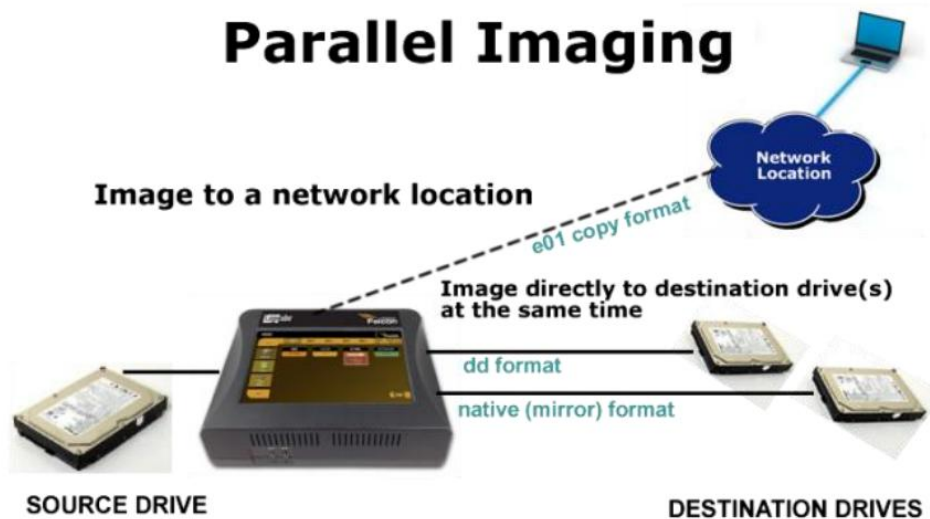 Parallel Imaging
Network
Location
Image to a network location
e01 copy format
Image directly to destination drive(s)
at the same time
Falcon
dd format
native (mirror) format
SOURCE DRIVE
DESTINATION DRIVES